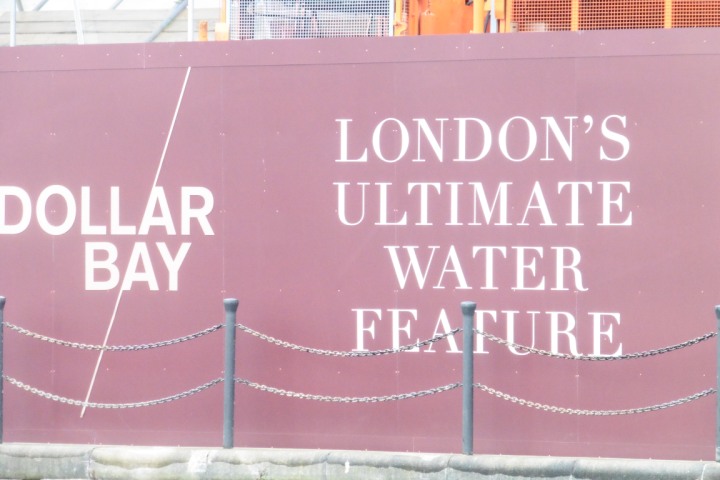 DOLLAR
BAY
LONDON'S
ULTIMATE
WATER
FEATURE